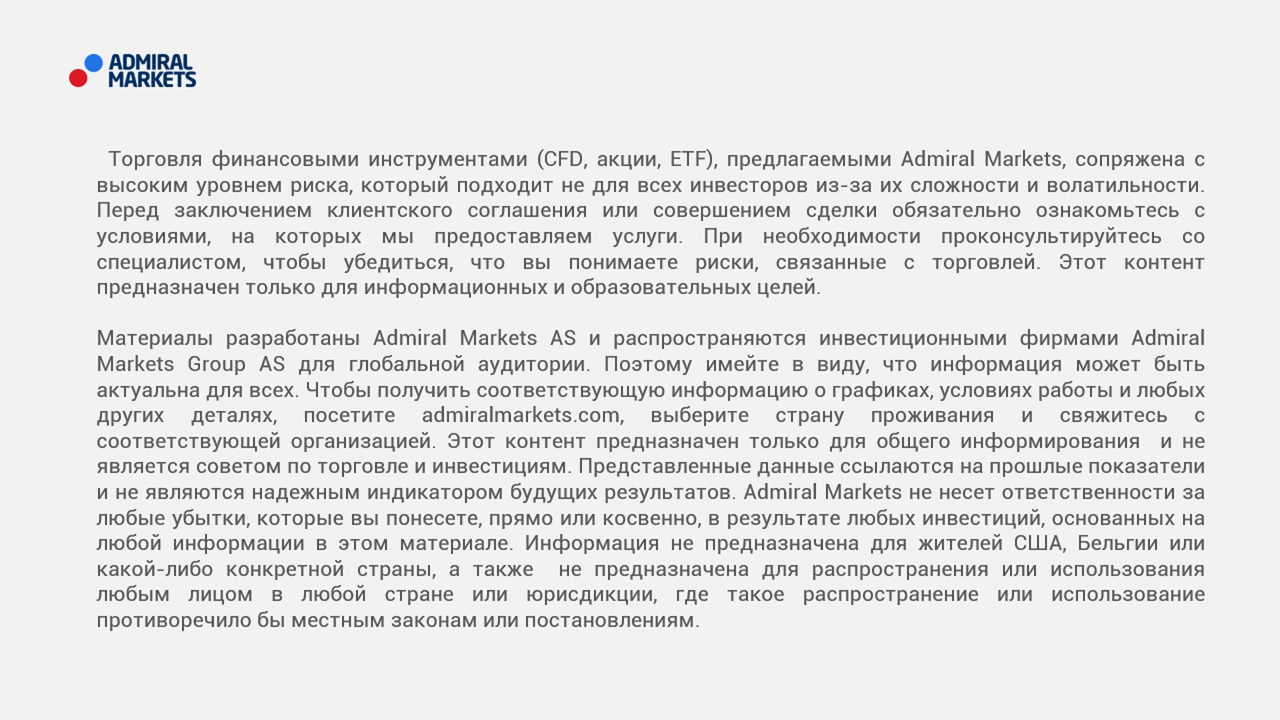 ADMIRAL
MARKETS
Торговля финансовыми инструментами (CFD, акции, ETF), предлагаемыми Admiral Markets, сопряжена с
высоким уровнем риска, который подходит не для всех инвесторов из-за их сложности и волатильности.
Перед заключением клиентского соглашения или совершением сделки обязательно ознакомьтесь с
условиями, на которых мы предоставляем услуги. При необходимости проконсультируйтесь со
специалистом, чтобы убедиться, что вы понимаете риски, связанные с торговлей. Этот контент
предназначен только для информационных и образовательных целей.
Материалы разработаны Admiral Markets AS и распространяются инвестиционными фирмами Admiral
Markets Group AS для глобальной аудитории. Поэтому имейте в виду, что информация может быть
актуальна для всех. Чтобы получить соответствующую информацию о графиках, условиях работы и любых
других деталях, посетите admiralmarkets.com, выберите страну проживания и свяжитесь с
соответствующей организацией. Этот контент предназначен только для общего информирования и не
является советом по торговле и инвестициям. Представленные данные ссылаются на прошлые показатели
и не являются надежным индикатором будущих результатов. Admiral Markets не несет ответственности за
любые убытки, которые вы понесете, прямо или косвенно, в результате любых инвестиций, основанных на
любой информации в этом материале. Информация не предназначена для жителей США, Бельгии или
какой-либо конкретной страны, а также не предназначена для распространения или использования
любым лицом в любой стране или юрисдикции, где такое распространение или использование
противоречило бы местным законам или постановлениям.